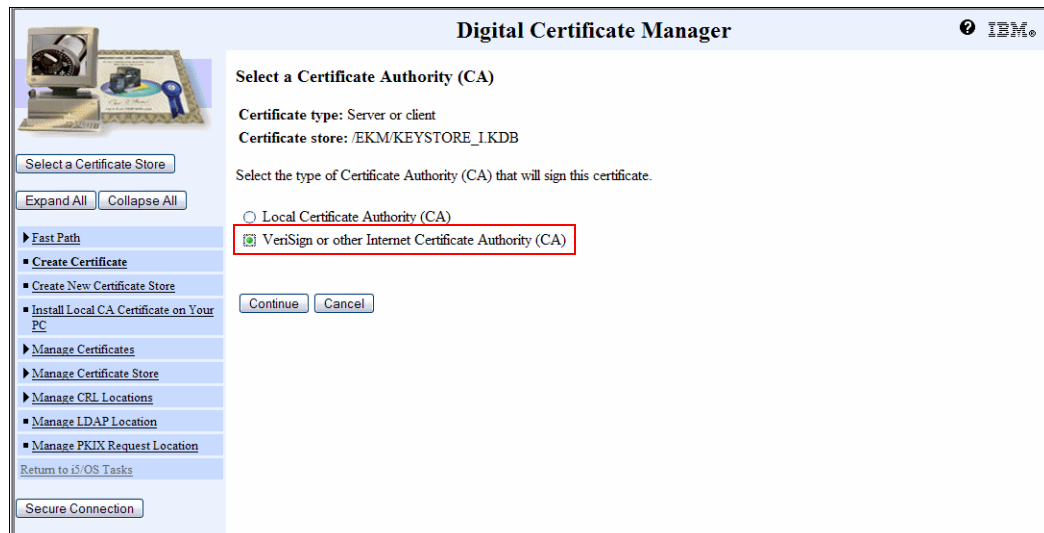 Digital Certificate Manager
IBM®
Select a Certificate Store
Expand All Collapse All
Fast Path
Create Certificate
Create New Certificate Store
Install Local CA Certificate on Your
PC
Manage Certificates
Manage Certificate Store
Manage CRL Locations
Manage LDAP Location
Manage PKIX Request Location
Return to i5/OS Tasks
Secure Connection
Select a Certificate Authority (CA)
Certificate type: Server or client
Certificate store: /EKM/KEYSTORE_I.KDB
Select the type of Certificate Authority (CA) that will sign this certificate.
Local Certificate Authority (CA)
VeriSign or other Internet Certificate Authority (CA)
Continue Cancel